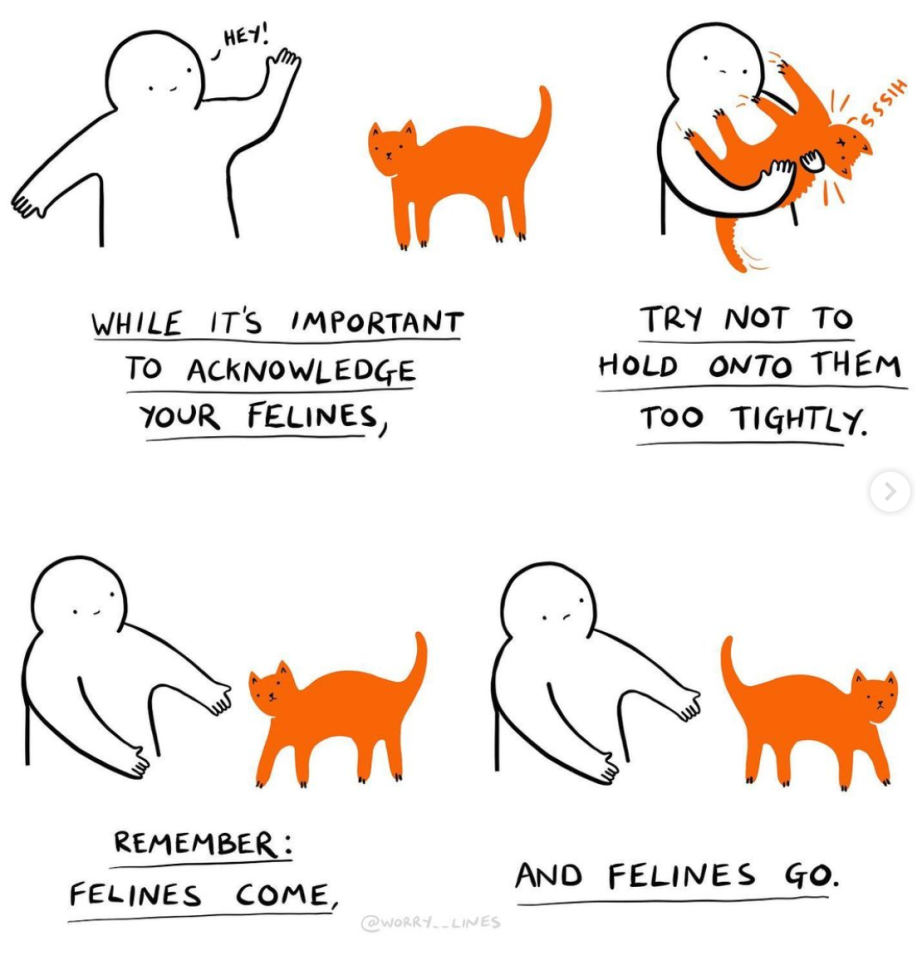 HEY!
HISSS
WHILE IT'S IMPORTANT
TO ACKNOWLEDGE
YOUR FELINES,
TRY NOT TO
HOLD ONTO THEM
TOO TIGHTLY.
REMEMBER:
FELINES COME,
AND FELINES GO.
@WORRY__LINES